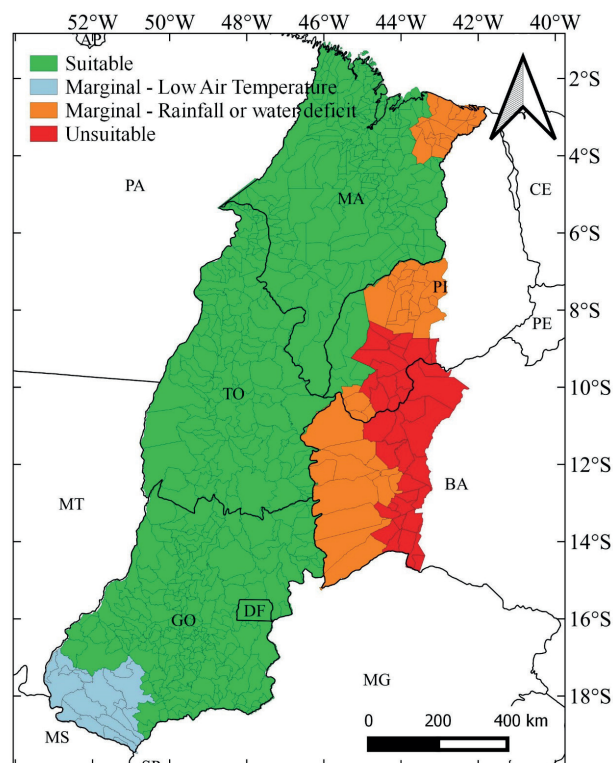 52°W 50°W 48°W 46°W 44°W 42°W 40°W
AP
Suitable
Marginal - Low Air Temperature
Marginal - Rainfall or water deficit
Unsuitable
2°S
4°S
PA
MA
CE
6°S
PI
8°S
PE
TO
10°S
MT
BA
12°S
14°S
GO
DF
16°S
MG
18°S
MS
0 200 400 km
SP